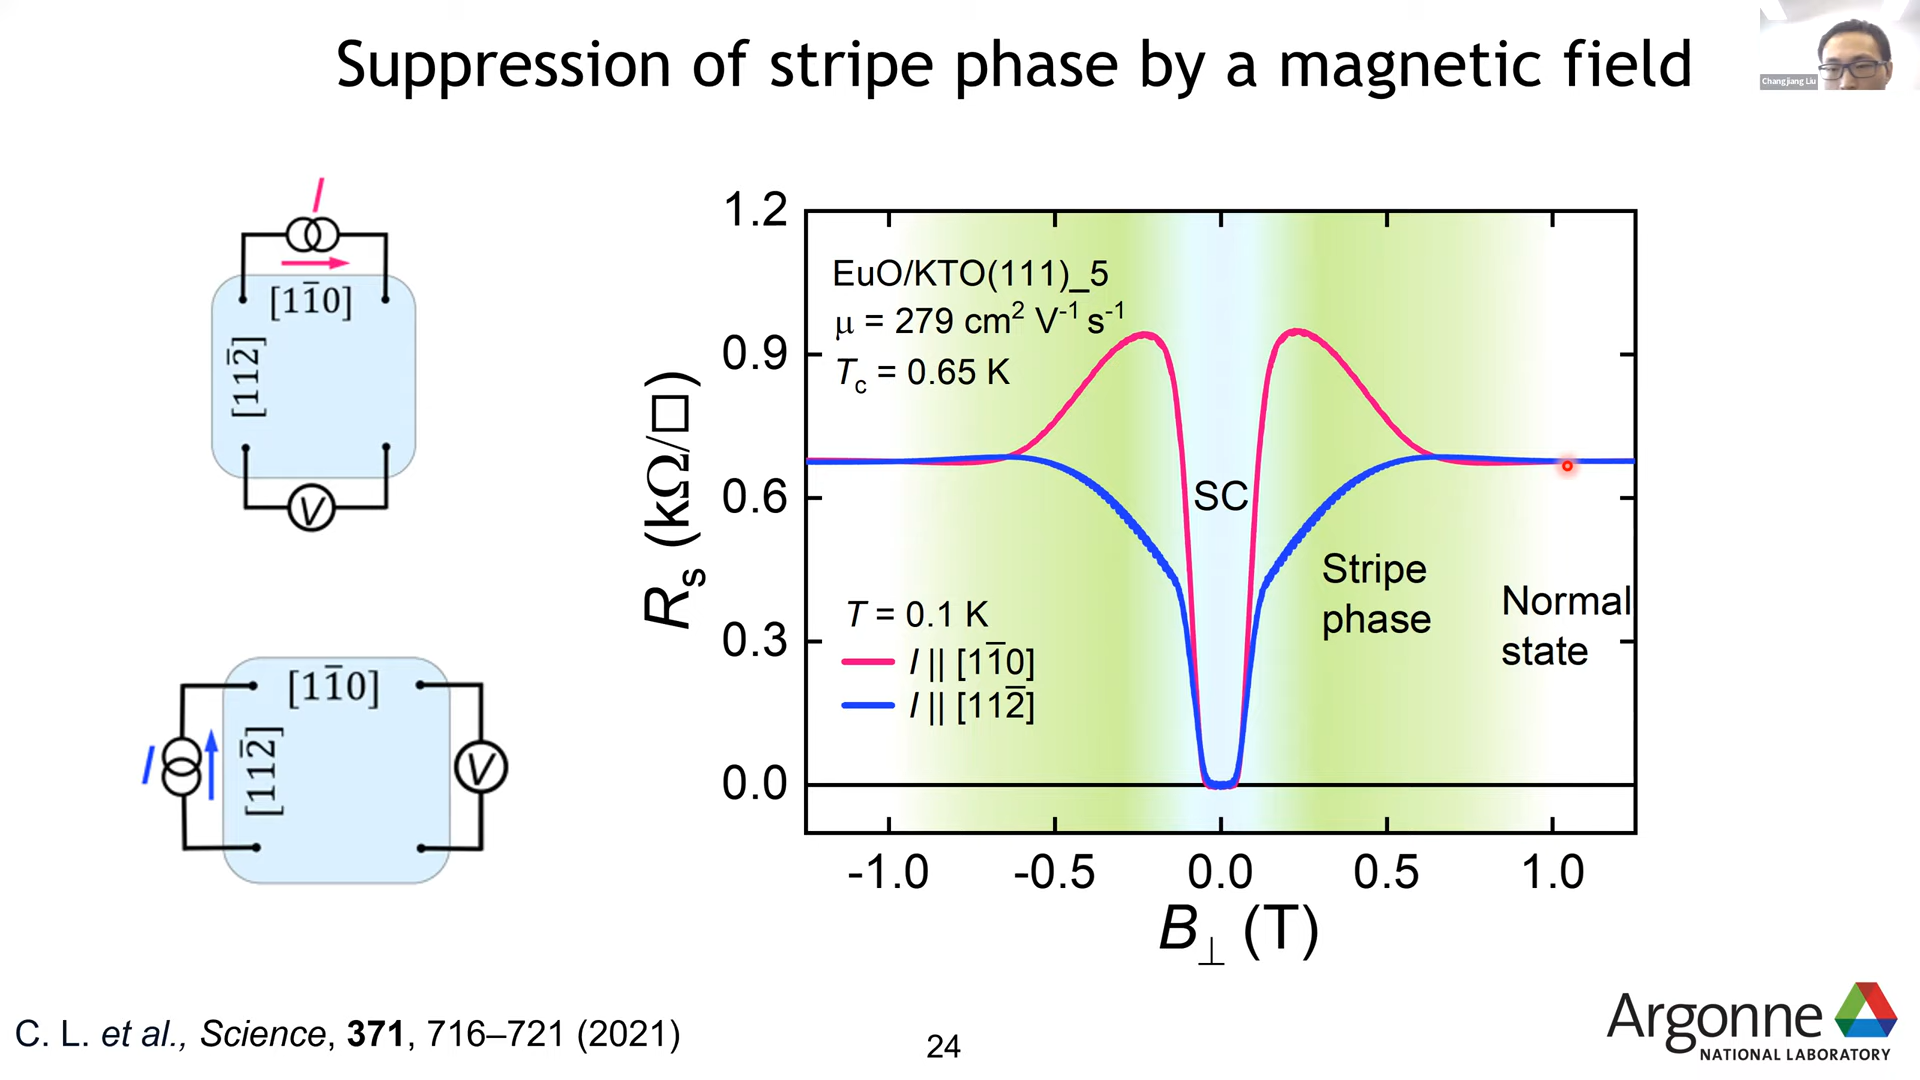 Suppression of stripe phase by a magnetic field
Changjiang Liu
I
[11̅0]
[112̅]
V
[11̅0]
I
[112̅]
V
1.2
0.9
0.6
0.3
0.0
Rₛ (kΩ/□)
EuO/KTO(111)_5
μ = 279 cm² V⁻¹ s⁻¹
T꜀ = 0.65 K
SC
Stripe
phase
Normal
state
T = 0.1 K
I || [11̅0]
I || [112̅]
-1.0 -0.5 0.0 0.5 1.0
B⊥ (T)
C. L. et al., Science, 371, 716–721 (2021)
24
Argonne
NATIONAL LABORATORY